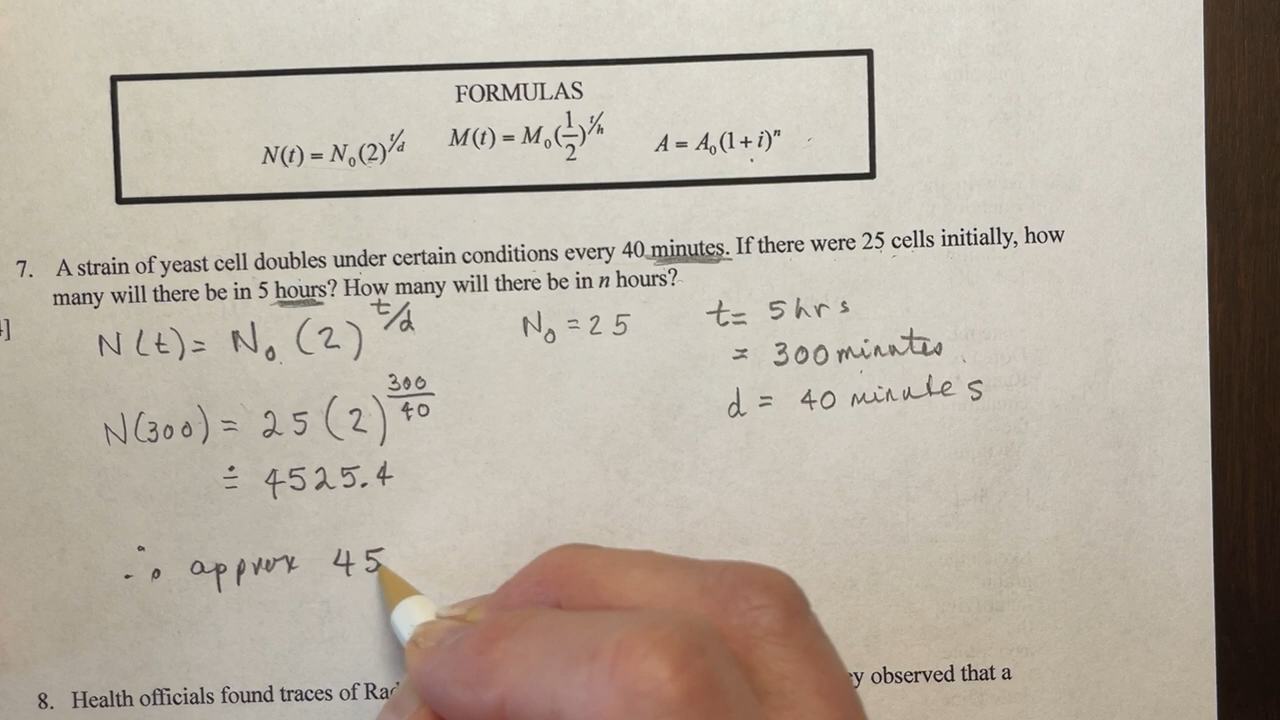 FORMULAS
N(t) = N₀(2)^{t/d} M(t) = M₀(1/2)^{t/h} A = A₀(1+i)ⁿ
7. A strain of yeast cell doubles under certain conditions every 40 minutes. If there were 25 cells initially, how
many will there be in 5 hours? How many will there be in n hours?
N(t) = N₀(2)^{t/d} N₀ = 25 t = 5 hrs
= 300 minutes
d = 40 minutes
N(300) = 25(2)^{300/40}
≐ 4525.4
∴ approx 45
8. Health officials found traces of observed that a